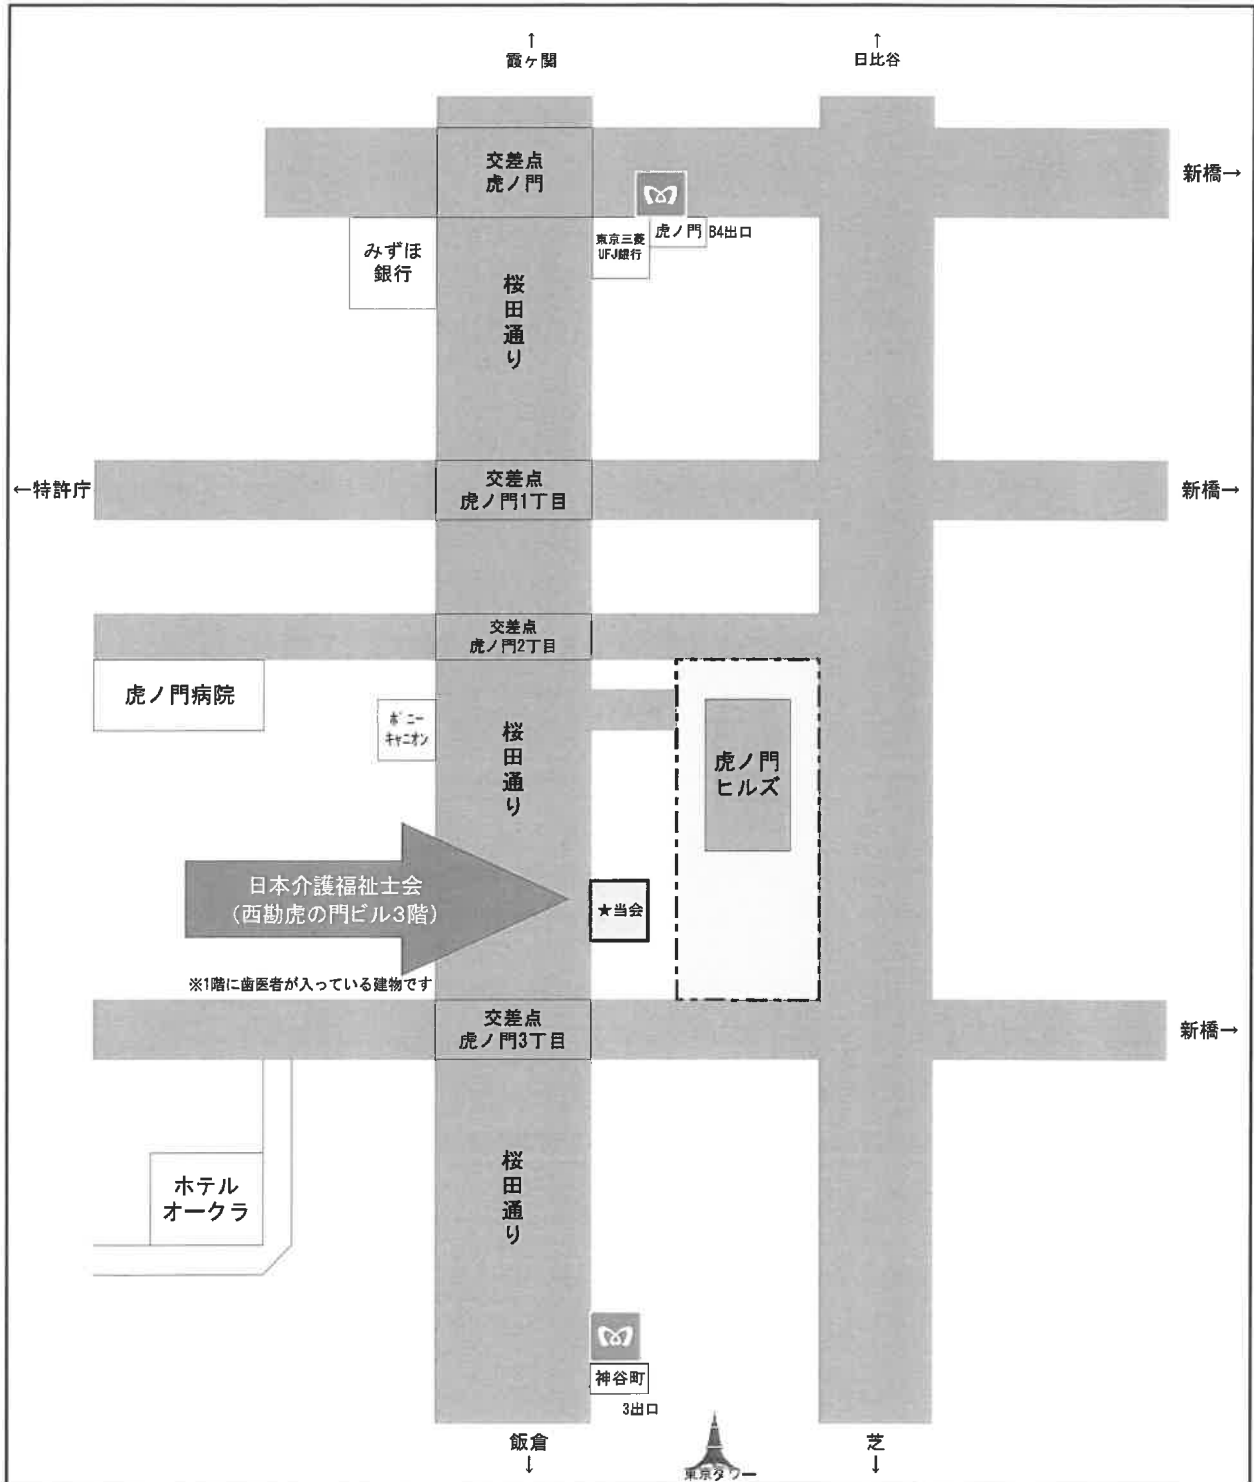 ↑
霞ヶ関
↑
日比谷
交差点
虎ノ門
新橋→
みずほ
銀行
東京三菱
UFJ銀行
虎ノ門
B4出口
桜田通り
←特許庁
交差点
虎ノ門1丁目
新橋→
交差点
虎ノ門2丁目
虎ノ門病院
ポニー
キャニオン
桜田通り
虎ノ門
ヒルズ
日本介護福祉士会
(西勘虎の門ビル3階)
★当会
※1階に歯医者が入っている建物です
交差点
虎ノ門3丁目
新橋→
ホテル
オークラ
桜田通り
神谷町
3出口
飯倉
↓
東京タワー
芝
↓